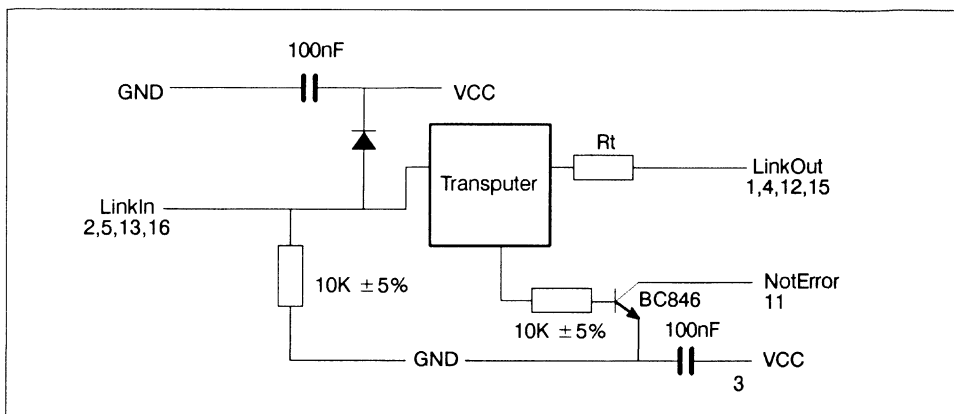 100nF
GND
VCC
Rt
LinkOut
1,4,12,15
Transputer
LinkIn
2,5,13,16
10K ±5%
NotError
11
BC846
10K ±5%
100nF
GND
VCC
3